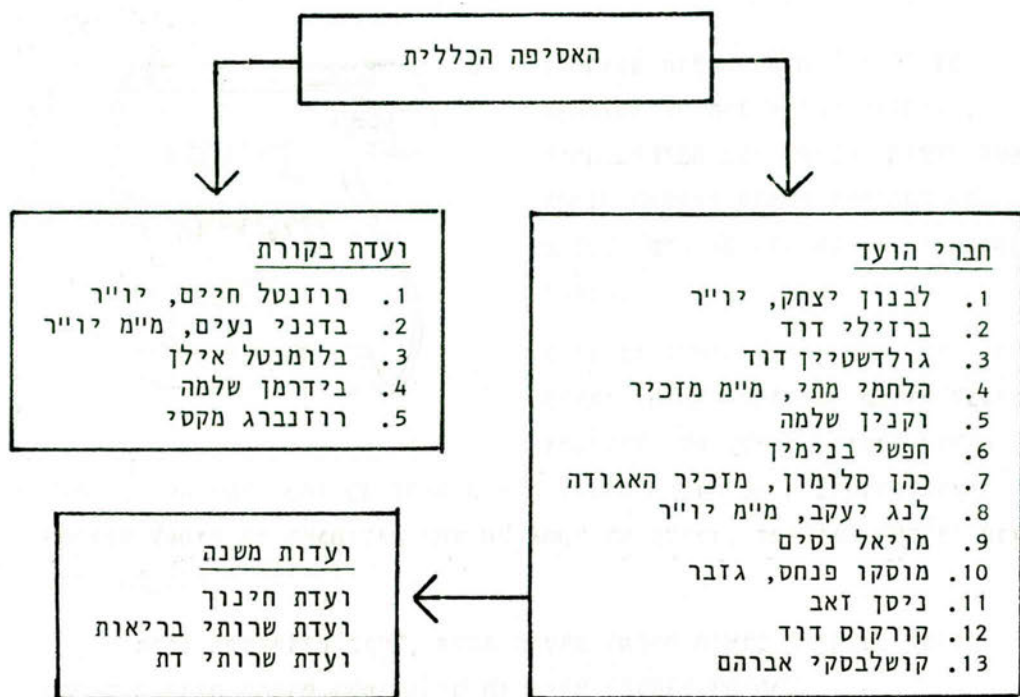 האסיפה הכללית
חברי הועד
1. לבנון יצחק, יו"ר
2. ברזילי דוד
3. גולדשטיין דוד
4. הלחמי מתי, מ"מ מזכיר
5. וקנין שלמה
6. חפשי בנימין
7. כהן סלומון, מזכיר האגודה
8. לנג יעקב, מ"מ יו"ר
9. מויאל נסים
10. מוסקו פנחס, גזבר
11. ניסן זאב
12. קורקוס דוד
13. קושלבסקי אברהם
ועדת בקורת
1. רוזנטל חיים, יו"ר
2. בדנני נעים, מ"מ יו"ר
3. בלומנטל אילן
4. בידרמן שלמה
5. רוזנברג מקסי
ועדות משנה
ועדת חינוך
ועדת שרותי בריאות
ועדת שרותי דת